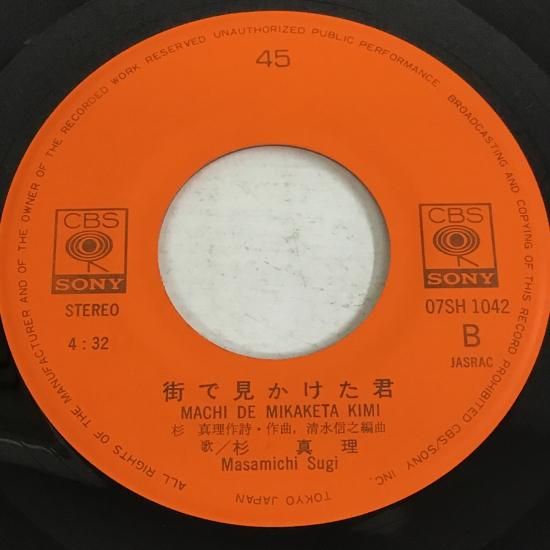 ALL RIGHTS OF THE MANUFACTURER AND OF THE OWNER OF THE RECORDED WORK RESERVED UNAUTHORIZED PUBLIC PERFORMANCE BROADCASTING AND COPYING OF THIS RECORD PROHIBITED CBS/SONY INC. TOKYO JAPAN
45
CBS
SONY
STEREO
4:32
CBS
SONY
07SH 1042
B
JASRAC
街で見かけた君
MACHI DE MIKAKETA KIMI
杉 真理作詩・作曲, 清水信之編曲
歌/杉 真理
Masamichi Sugi